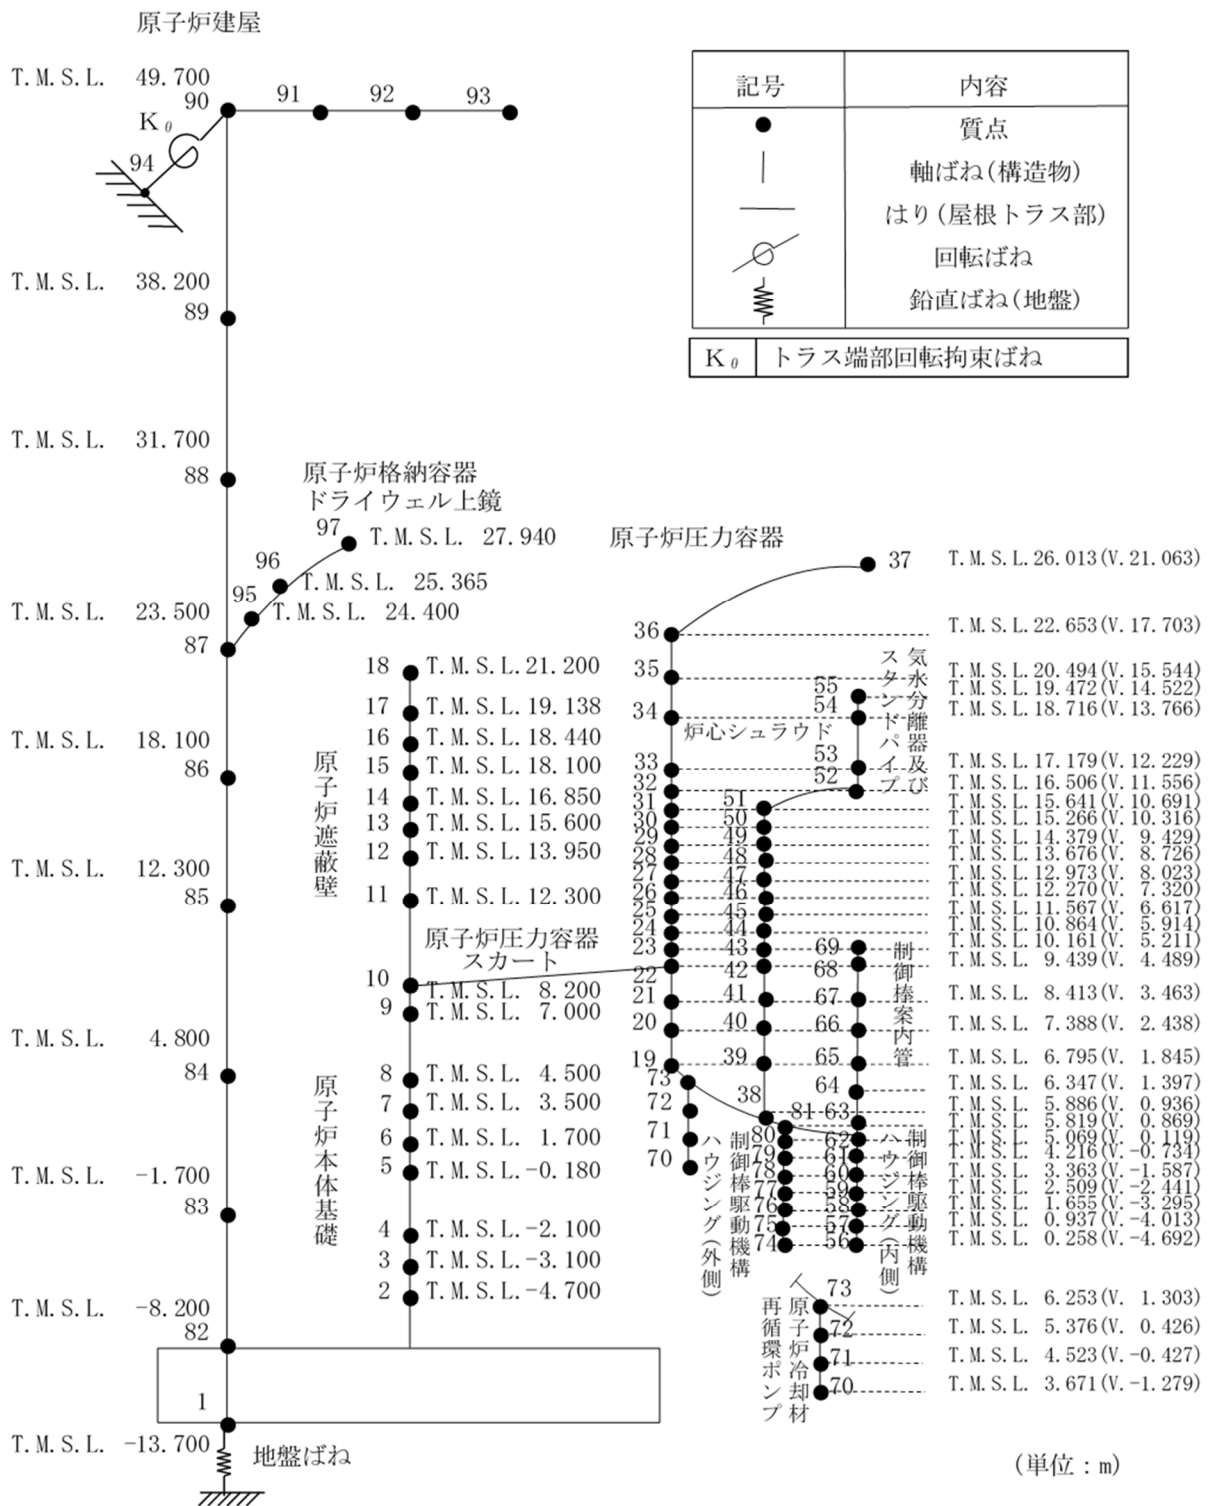 原子炉建屋
T.M.S.L. 49.700
90
91
92
93
Kθ
94
T.M.S.L. 38.200
89
T.M.S.L. 31.700
88
T.M.S.L. 23.500
87
T.M.S.L. 18.100
86
T.M.S.L. 12.300
85
T.M.S.L. 4.800
84
T.M.S.L. -1.700
83
T.M.S.L. -8.200
82
1
T.M.S.L. -13.700
地盤ばね
記号 内容
質点
軸ばね(構造物)
はり(屋根トラス部)
回転ばね
鉛直ばね(地盤)
Kθ トラス端部回転拘束ばね
原子炉格納容器
ドライウェル上鏡
97 T.M.S.L. 27.940
96 T.M.S.L. 25.365
95 T.M.S.L. 24.400
原子炉遮蔽壁
18 T.M.S.L.21.200
17 T.M.S.L.19.138
16 T.M.S.L.18.440
15 T.M.S.L.18.100
14 T.M.S.L.16.850
13 T.M.S.L.15.600
12 T.M.S.L.13.950
11 T.M.S.L.12.300
原子炉圧力容器
スカート
10 T.M.S.L. 8.200
9 T.M.S.L. 7.000
原子炉本体基礎
8 T.M.S.L. 4.500
7 T.M.S.L. 3.500
6 T.M.S.L. 1.700
5 T.M.S.L.-0.180
4 T.M.S.L.-2.100
3 T.M.S.L.-3.100
2 T.M.S.L.-4.700
原子炉圧力容器
37
36
35
34
33
32
31
30
29
28
27
26
25
24
23
22
21
20
19
73
72
71
70
炉心シュラウド
51
50
49
48
47
46
45
44
43
42
41
40
39
38
気水分離器及び
スタンドパイプ
55
54
53
52
制御棒案内管
69
68
67
66
65
64
63
62
61
60
59
58
57
56
81
80
79
78
77
76
75
74
制御棒駆動機構
ハウジング(外側)
制御棒駆動機構
ハウジング(内側)
原子炉冷却材
再循環ポンプ
73
72
71
70
T.M.S.L.26.013(V.21.063)
T.M.S.L.22.653(V.17.703)
T.M.S.L.20.494(V.15.544)
T.M.S.L.19.472(V.14.522)
T.M.S.L.18.716(V.13.766)
T.M.S.L.17.179(V.12.229)
T.M.S.L.16.506(V.11.556)
T.M.S.L.15.641(V.10.691)
T.M.S.L.15.266(V.10.316)
T.M.S.L.14.379(V. 9.429)
T.M.S.L.13.676(V. 8.726)
T.M.S.L.12.973(V. 8.023)
T.M.S.L.12.270(V. 7.320)
T.M.S.L.11.567(V. 6.617)
T.M.S.L.10.864(V. 5.914)
T.M.S.L.10.161(V. 5.211)
T.M.S.L. 9.439(V. 4.489)
T.M.S.L. 8.413(V. 3.463)
T.M.S.L. 7.388(V. 2.438)
T.M.S.L. 6.795(V. 1.845)
T.M.S.L. 6.347(V. 1.397)
T.M.S.L. 5.886(V. 0.936)
T.M.S.L. 5.819(V. 0.869)
T.M.S.L. 5.069(V. 0.119)
T.M.S.L. 4.216(V.-0.734)
T.M.S.L. 3.363(V.-1.587)
T.M.S.L. 2.509(V.-2.441)
T.M.S.L. 1.655(V.-3.295)
T.M.S.L. 0.937(V.-4.013)
T.M.S.L. 0.258(V.-4.692)
T.M.S.L. 6.253(V. 1.303)
T.M.S.L. 5.376(V. 0.426)
T.M.S.L. 4.523(V.-0.427)
T.M.S.L. 3.671(V.-1.279)
(単位:m)